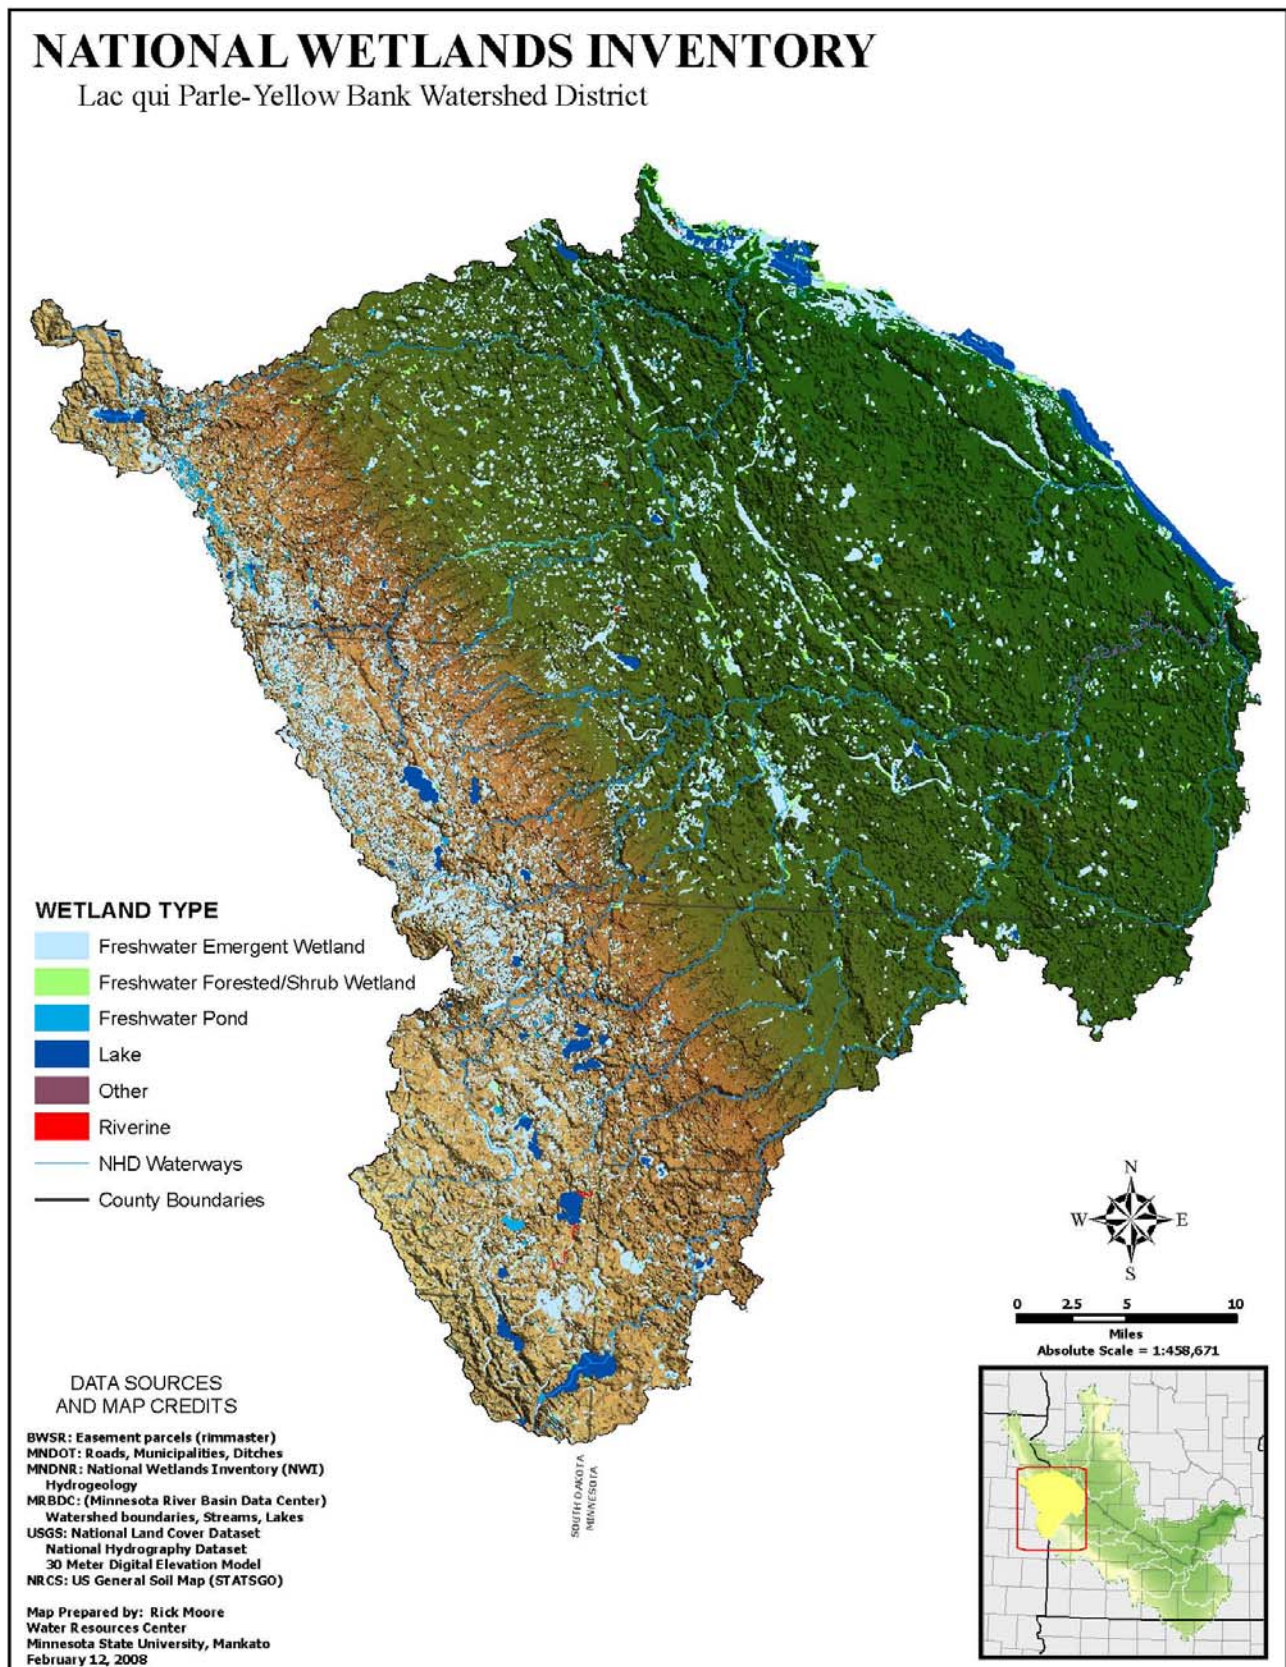 NATIONAL WETLANDS INVENTORY
Lac qui Parle-Yellow Bank Watershed District
WETLAND TYPE
Freshwater Emergent Wetland
Freshwater Forested/Shrub Wetland
Freshwater Pond
Lake
Other
Riverine
NHD Waterways
County Boundaries
N
W E
S
0 2.5 5 10
Miles
Absolute Scale = 1:458,671
DATA SOURCES
AND MAP CREDITS
BWSR: Easement parcels (rimmaster)
MNDOT: Roads, Municipalities, Ditches
MNDNR: National Wetlands Inventory (NWI)
Hydrogeology
MRBDC: (Minnesota River Basin Data Center)
Watershed boundaries, Streams, Lakes
USGS: National Land Cover Dataset
National Hydrography Dataset
30 Meter Digital Elevation Model
NRCS: US General Soil Map (STATSGO)
Map Prepared by: Rick Moore
Water Resources Center
Minnesota State University, Mankato
February 12, 2008
SOUTH DAKOTA
MINNESOTA